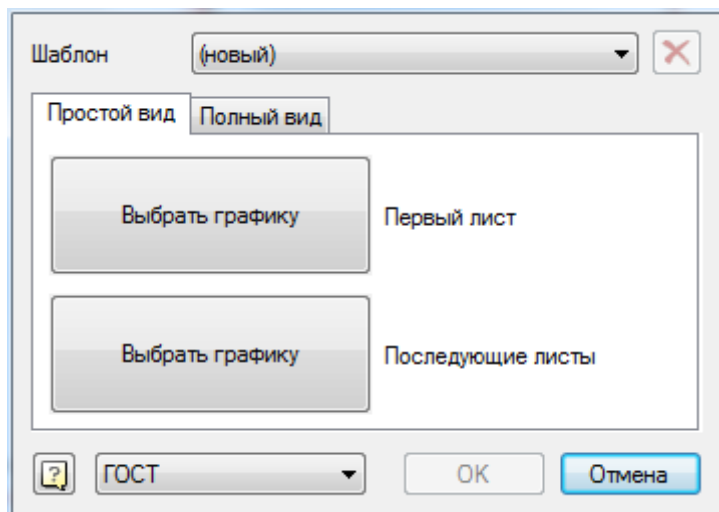 Шаблон (новый)
Простой вид Полный вид
Выбрать графику Первый лист
Выбрать графику Последующие листы
? ГОСТ OK Отмена